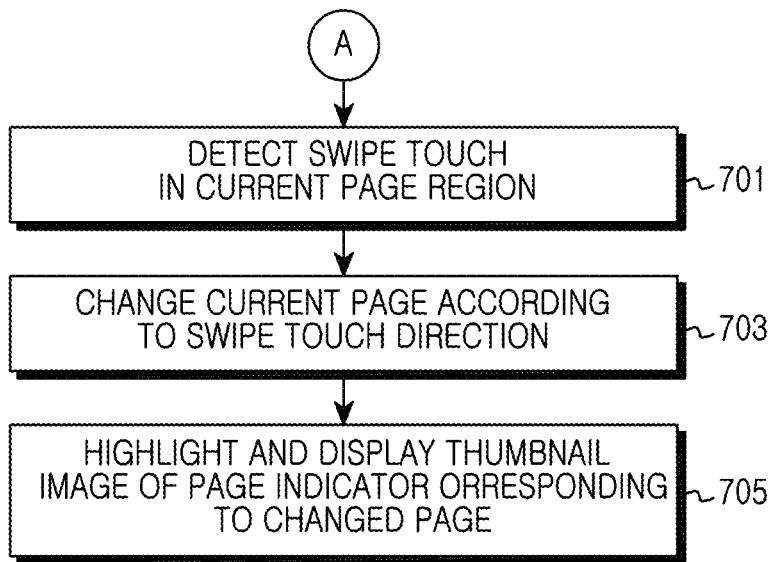 A
DETECT SWIPE TOUCH
IN CURRENT PAGE REGION
701
CHANGE CURRENT PAGE ACCORDING
TO SWIPE TOUCH DIRECTION
703
HIGHLIGHT AND DISPLAY THUMBNAIL
IMAGE OF PAGE INDICATOR ORRESPONDING
TO CHANGED PAGE
705